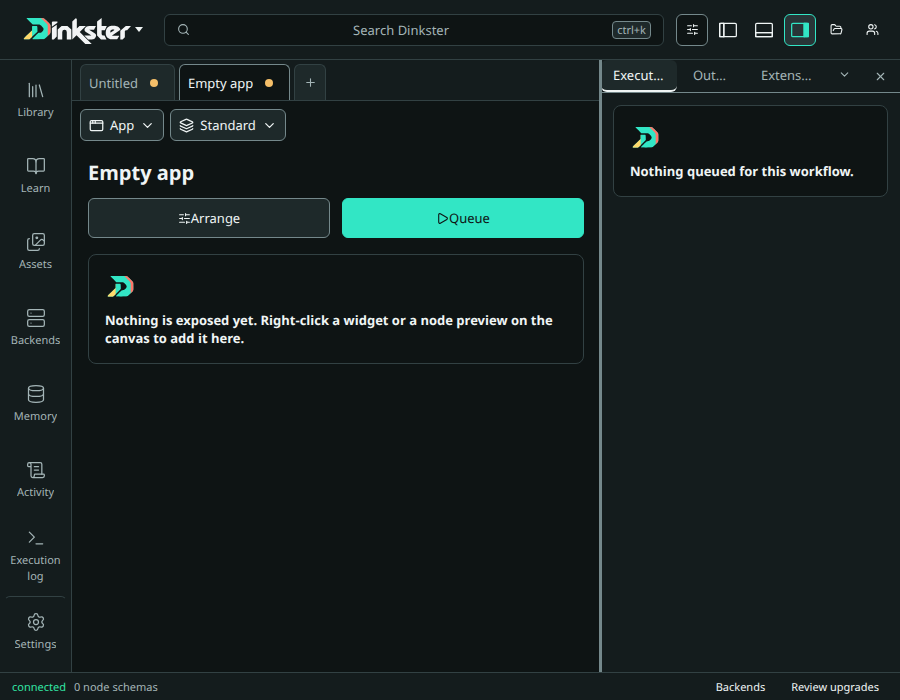 Dinkster
Search Dinkster
ctrl+k
Library
Learn
Assets
Backends
Memory
Activity
Execution
log
Settings
Untitled
Empty app
App
Standard
Empty app
Arrange
Queue
Nothing is exposed yet. Right-click a widget or a node preview on the
canvas to add it here.
Execut...
Out...
Extens...
Nothing queued for this workflow.
connected
0 node schemas
Backends
Review upgrades